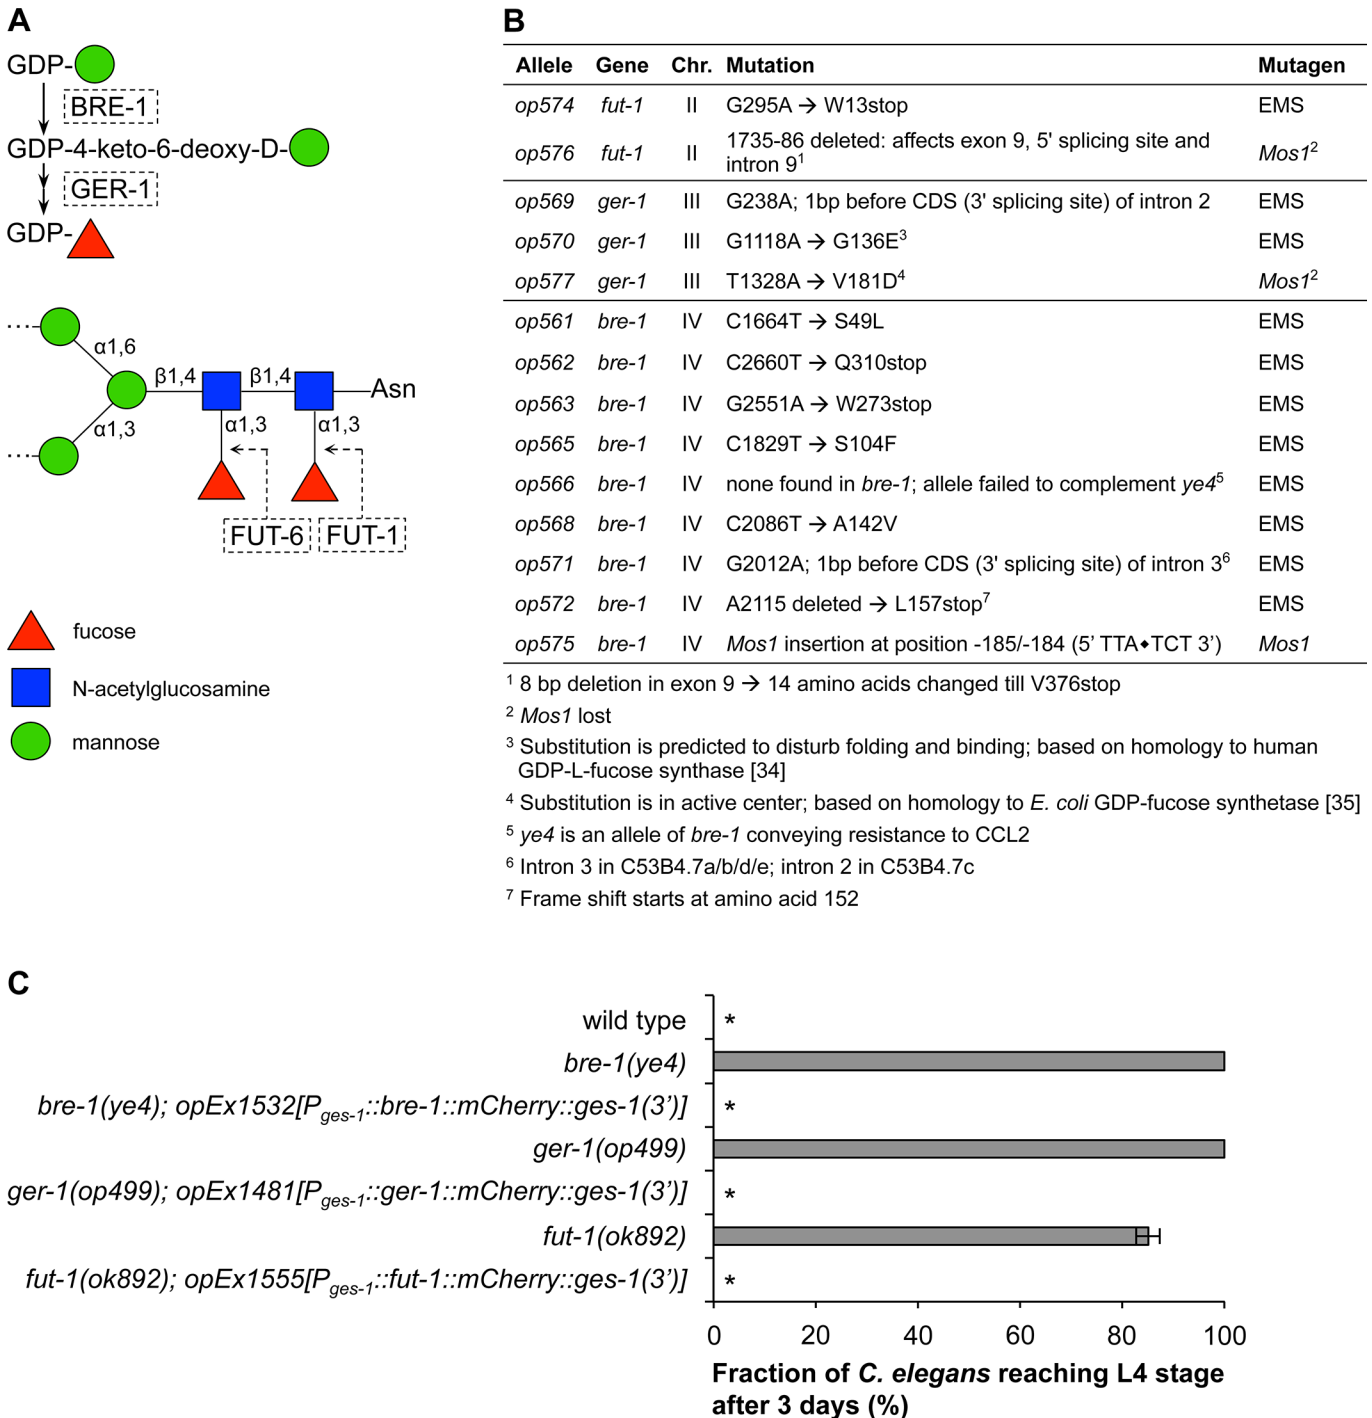 A
GDP-
BRE-1
GDP-4-keto-6-deoxy-D-
GER-1
GDP-
α1,6
β1,4 β1,4 Asn
α1,3 α1,3 α1,3
FUT-6 FUT-1
fucose
N-acetylglucosamine
mannose
B
Allele Gene Chr. Mutation Mutagen
op574 fut-1 II G295A → W13stop EMS
op576 fut-1 II 1735-86 deleted: affects exon 9, 5' splicing site and intron 9¹ Mos1²
op569 ger-1 III G238A; 1bp before CDS (3' splicing site) of intron 2 EMS
op570 ger-1 III G1118A → G136E³ EMS
op577 ger-1 III T1328A → V181D⁴ Mos1²
op561 bre-1 IV C1664T → S49L EMS
op562 bre-1 IV C2660T → Q310stop EMS
op563 bre-1 IV G2551A → W273stop EMS
op565 bre-1 IV C1829T → S104F EMS
op566 bre-1 IV none found in bre-1; allele failed to complement ye4⁵ EMS
op568 bre-1 IV C2086T → A142V EMS
op571 bre-1 IV G2012A; 1bp before CDS (3' splicing site) of intron 3⁶ EMS
op572 bre-1 IV A2115 deleted → L157stop⁷ EMS
op575 bre-1 IV Mos1 insertion at position -185/-184 (5' TTA◆TCT 3') Mos1
¹ 8 bp deletion in exon 9 → 14 amino acids changed till V376stop
² Mos1 lost
³ Substitution is predicted to disturb folding and binding; based on homology to human
GDP-L-fucose synthase [34]
⁴ Substitution is in active center; based on homology to E. coli GDP-fucose synthetase [35]
⁵ ye4 is an allele of bre-1 conveying resistance to CCL2
⁶ Intron 3 in C53B4.7a/b/d/e; intron 2 in C53B4.7c
⁷ Frame shift starts at amino acid 152
C
wild type *
bre-1(ye4)
bre-1(ye4); opEx1532[Pges-1::bre-1::mCherry::ges-1(3')] *
ger-1(op499)
ger-1(op499); opEx1481[Pges-1::ger-1::mCherry::ges-1(3')] *
fut-1(ok892)
fut-1(ok892); opEx1555[Pges-1::fut-1::mCherry::ges-1(3')] *
0 20 40 60 80 100
Fraction of C. elegans reaching L4 stage
after 3 days (%)